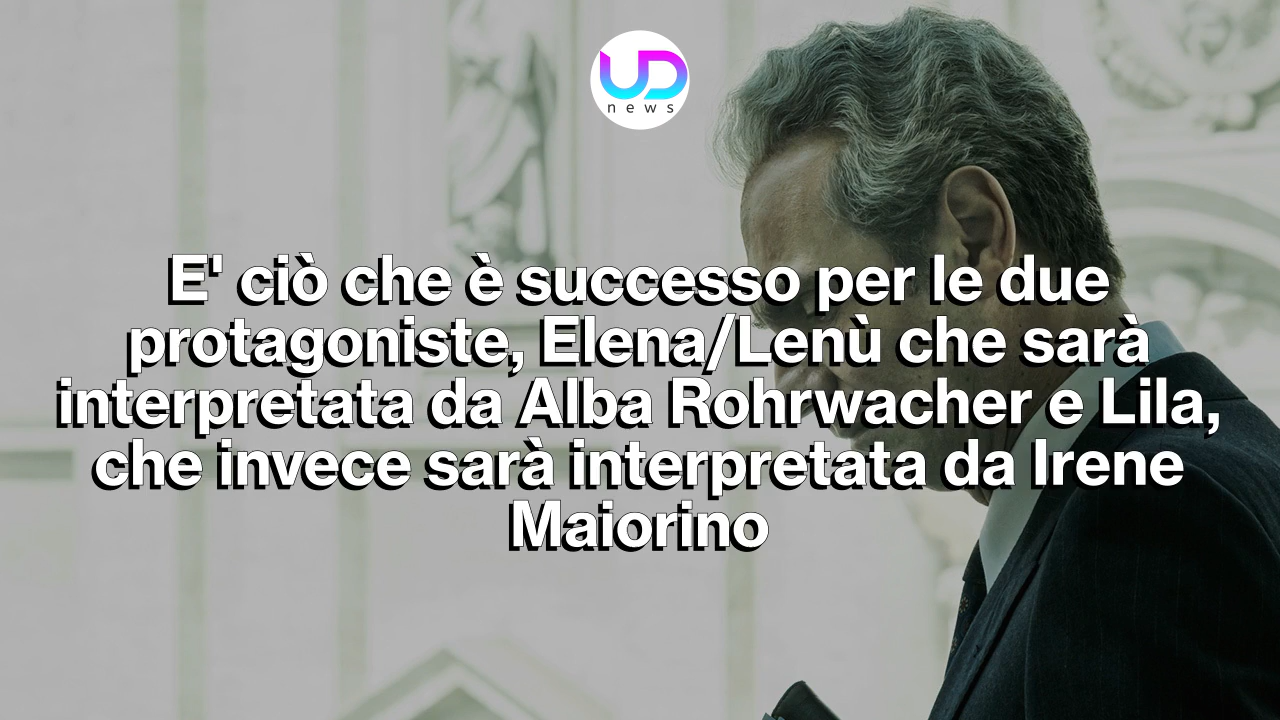 UD
news
E' ciò che è successo per le due
protagoniste, Elena/Lenù che sarà
interpretata da Alba Rohrwacher e Lila,
che invece sarà interpretata da Irene
Maiorino